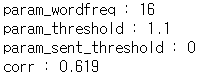 param_wordfreq : 16
param_threshold : 1.1
param_sent_threshold : 0
corr : 0.619